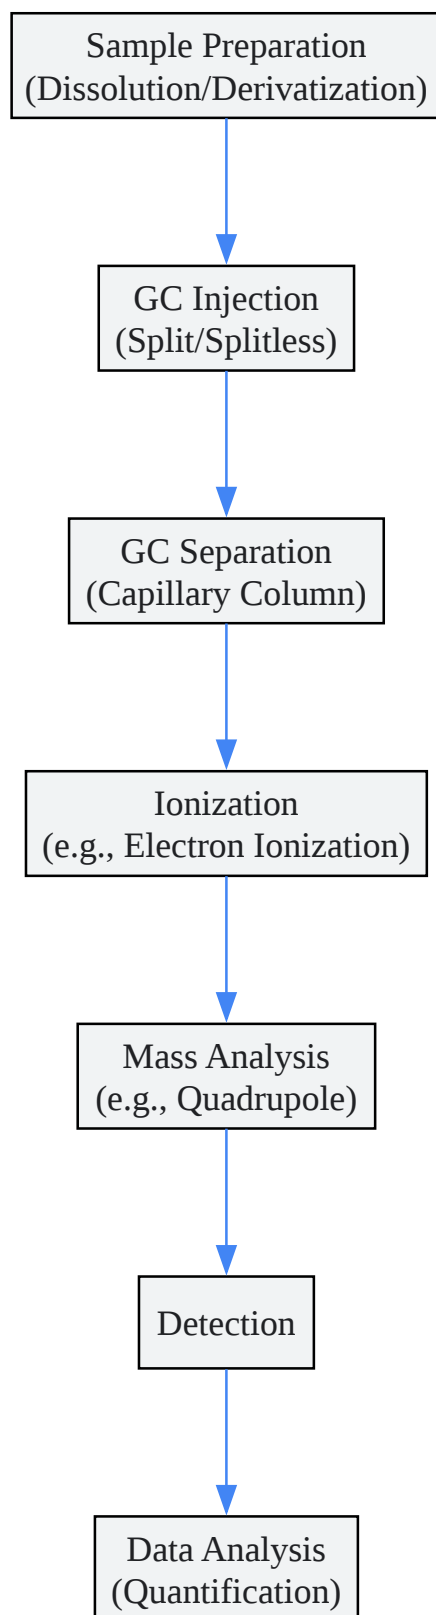 Sample Preparation
(Dissolution/Derivatization)
GC Injection
(Split/Splitless)
GC Separation
(Capillary Column)
Ionization
(e.g., Electron Ionization)
Mass Analysis
(e.g., Quadrupole)
Detection
Data Analysis
(Quantification)